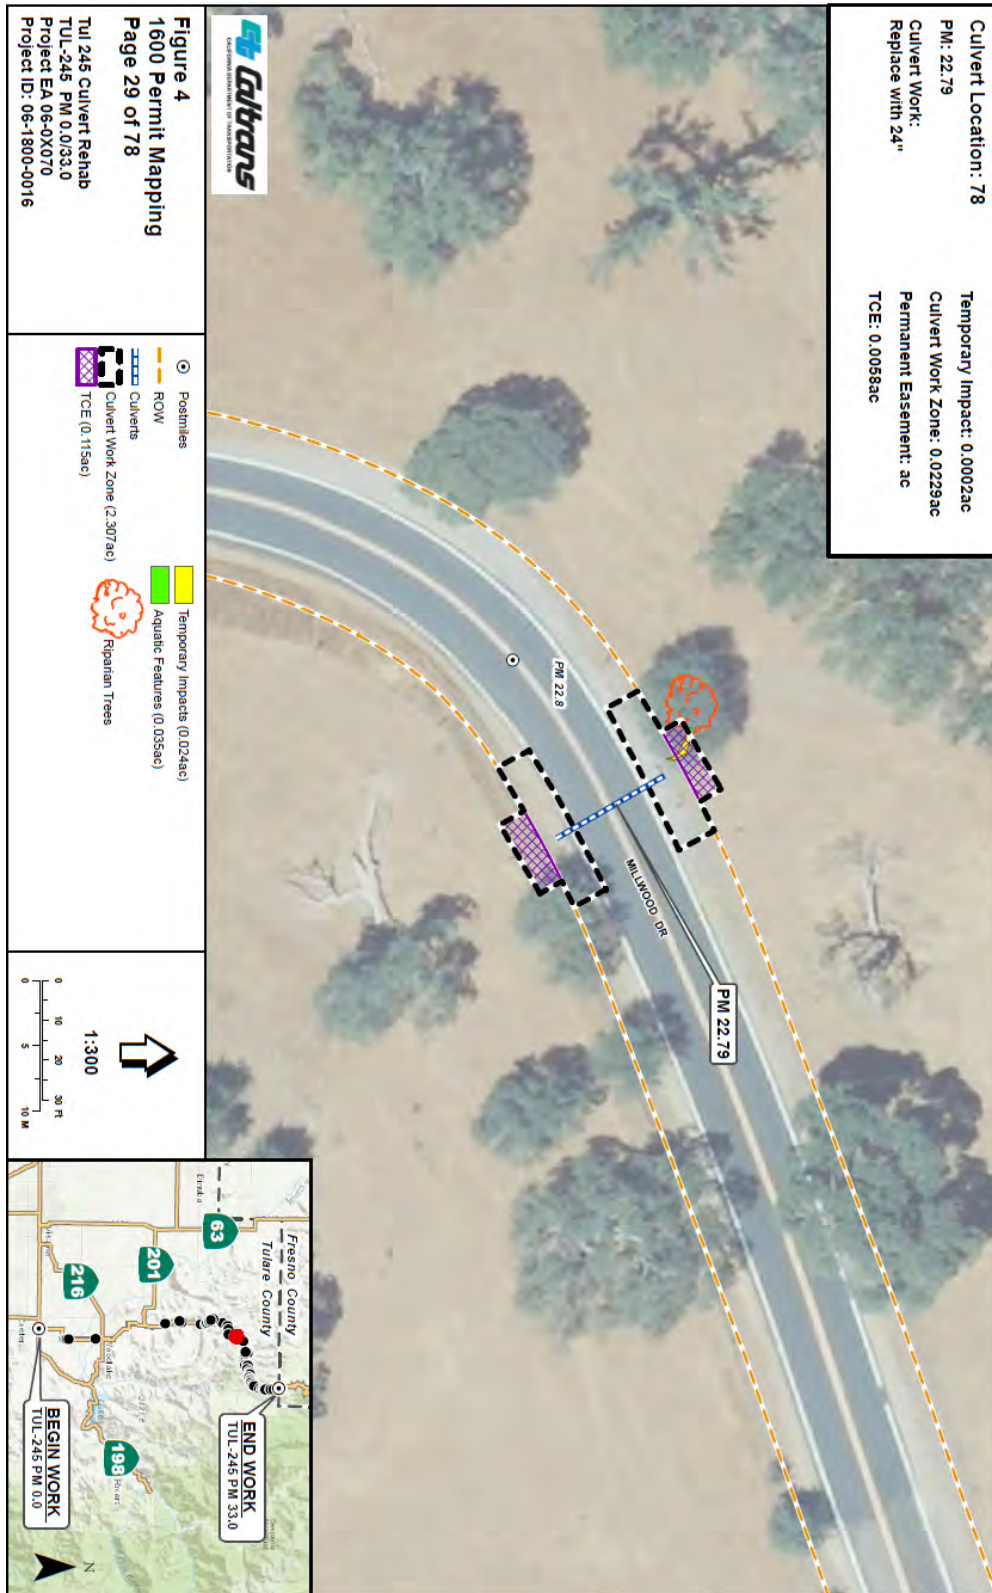 Culvert Location: 78
PM: 22.79
Culvert Work:
Replace with 24"
Temporary Impact: 0.0002ac
Culvert Work Zone: 0.0229ac
Permanent Easement: ac
TCE: 0.0058ac
PM 22.8
MILLWOOD DR
PM 22.79
Caltrans
CALIFORNIA DEPARTMENT OF TRANSPORTATION
Figure 4
1600 Permit Mapping
Page 29 of 78
Tul 245 Culvert Rehab
TUL-245 PM 0.0/33.0
Project EA 06-0X070
Project ID: 06-1800-0016
Postmiles
ROW
Culverts
Culvert Work Zone (2.307ac)
TCE (0.115ac)
Temporary Impacts (0.024ac)
Aquatic Features (0.035ac)
Riparian Trees
1:300
0 10 20 30 Ft
0 5 10 M
Fresno County
Tulare County
63
201
216
198
Dinuba
END WORK
TUL-245 PM 33.0
BEGIN WORK
TUL-245 PM 0.0
N